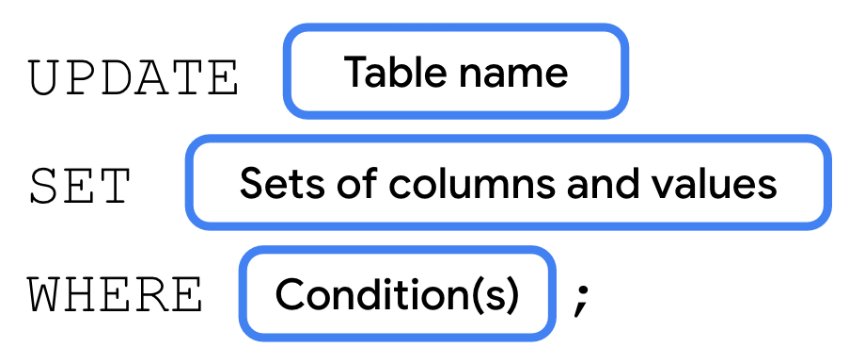 UPDATE Table name
SET Sets of columns and values
WHERE Condition(s) ;